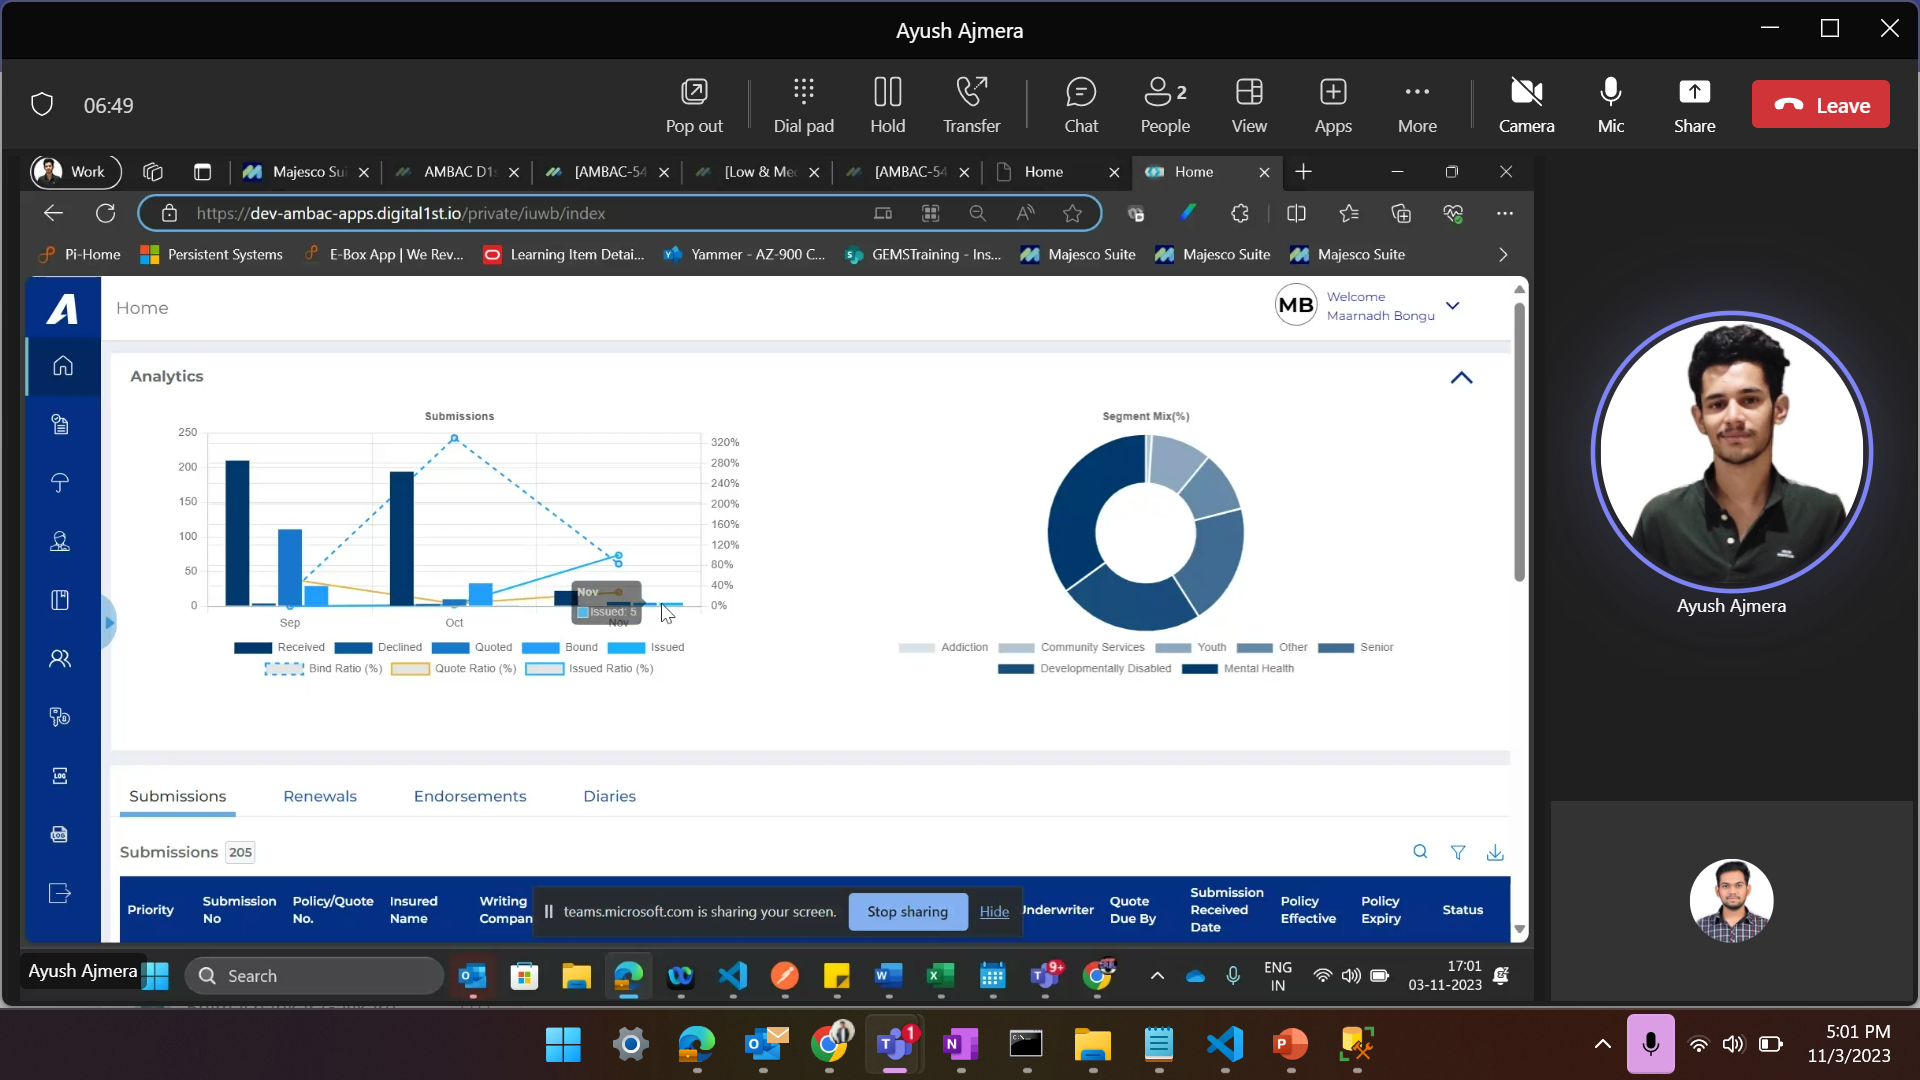 Ayush Ajmera
06:49
Pop out
Dial pad
Hold
Transfer
Chat
2
People
View
Apps
More
Camera
Mic
Share
Leave
Work
Majesco Sui
AMBAC D1
[AMBAC-54
[Low & Me
[AMBAC-54
Home
Home
https://dev-ambac-apps.digital1st.io/private/iuwb/index
Pi-Home
Persistent Systems
E-Box App | We Rev...
Learning Item Detai...
Yammer - AZ-900 C...
GEMSTraining - Ins...
Majesco Suite
Majesco Suite
Majesco Suite
Home
MB
Welcome
Maarnadh Bongu
Analytics
Submissions
250
200
150
100
50
0
320%
280%
240%
200%
160%
120%
80%
40%
0%
Nov
Issued: 5
Sep
Oct
Nov
Received
Declined
Quoted
Bound
Issued
Bind Ratio (%)
Quote Ratio (%)
Issued Ratio (%)
Segment Mix(%)
Addiction
Community Services
Youth
Other
Senior
Developmentally Disabled
Mental Health
Ayush Ajmera
LOG
Submissions
Renewals
Endorsements
Diaries
Submissions 205
Priority
Submission No
Policy/Quote No.
Insured Name
Writing Compan
Underwriter
Quote Due By
Submission Received Date
Policy Effective
Policy Expiry
Status
teams.microsoft.com is sharing your screen.
Stop sharing
Hide
Ayush Ajmera
Search
9+
ENG
IN
17:01
03-11-2023
1
5:01 PM
11/3/2023